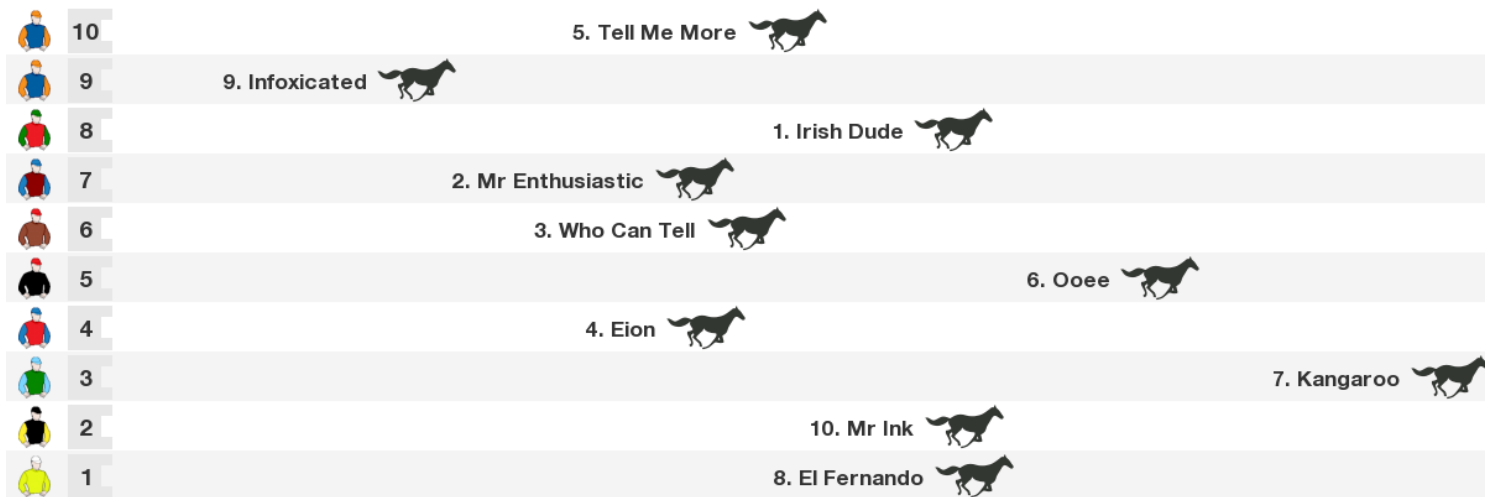 10 5. Tell Me More
9 9. Infoxicated
8 1. Irish Dude
7 2. Mr Enthusiastic
6 3. Who Can Tell
5 6. Ooee
4 4. Eion
3 7. Kangaroo
2 10. Mr Ink
1 8. El Fernando